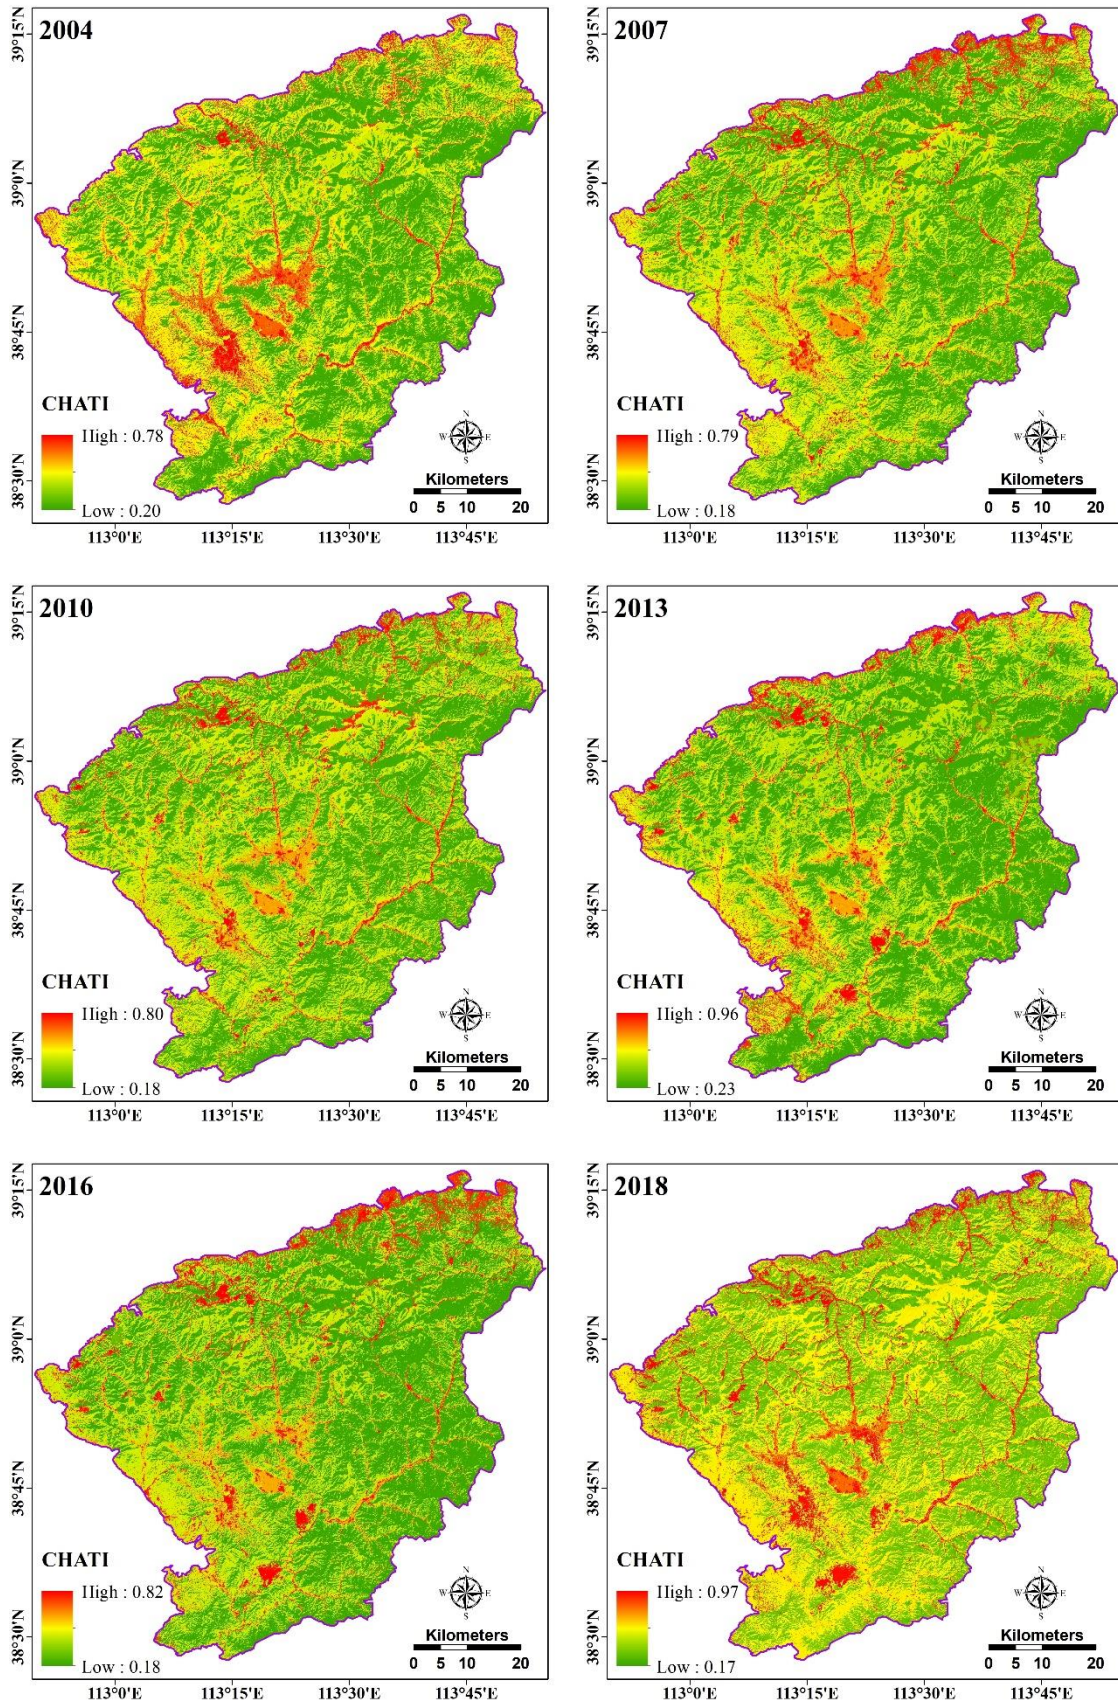 2004
39°15'N
39°0'N
38°45'N
38°30'N
CHATI
High : 0.78
Low : 0.20
N
W E
S
Kilometers
0 5 10 20
113°0'E 113°15'E 113°30'E 113°45'E
2007
39°15'N
39°0'N
38°45'N
38°30'N
CHATI
High : 0.79
Low : 0.18
N
W E
S
Kilometers
0 5 10 20
113°0'E 113°15'E 113°30'E 113°45'E
2010
39°15'N
39°0'N
38°45'N
38°30'N
CHATI
High : 0.80
Low : 0.18
N
W E
S
Kilometers
0 5 10 20
113°0'E 113°15'E 113°30'E 113°45'E
2013
39°15'N
39°0'N
38°45'N
38°30'N
CHATI
High : 0.96
Low : 0.23
N
W E
S
Kilometers
0 5 10 20
113°0'E 113°15'E 113°30'E 113°45'E
2016
39°15'N
39°0'N
38°45'N
38°30'N
CHATI
High : 0.82
Low : 0.18
N
W E
S
Kilometers
0 5 10 20
113°0'E 113°15'E 113°30'E 113°45'E
2018
39°15'N
39°0'N
38°45'N
38°30'N
CHATI
High : 0.97
Low : 0.17
N
W E
S
Kilometers
0 5 10 20
113°0'E 113°15'E 113°30'E 113°45'E